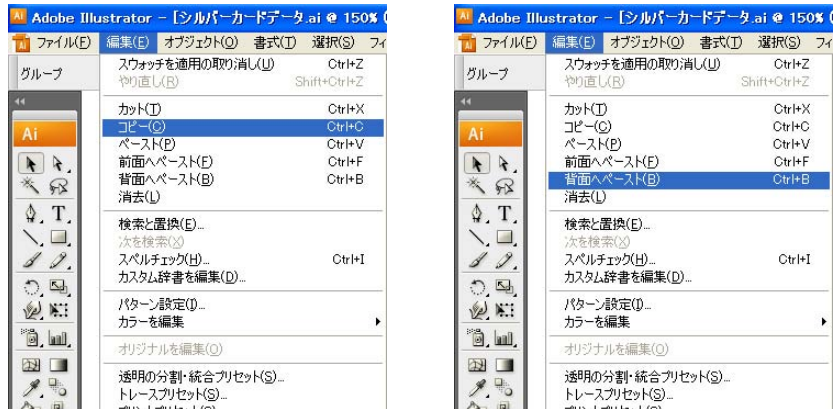 Adobe Illustrator - [シルバーカードデータ.ai @ 150% (
ファイル(F) 編集(E) オブジェクト(O) 書式(T) 選択(S) フィ
グループ
スウォッチを適用の取り消し(U) Ctrl+Z
やり直し(R) Shift+Ctrl+Z
カット(T) Ctrl+X
コピー(C) Ctrl+C
ペースト(P) Ctrl+V
前面へペースト(F) Ctrl+F
背面へペースト(B) Ctrl+B
消去(L)
検索と置換(E)...
次を検索(X)
スペルチェック(H)... Ctrl+I
カスタム辞書を編集(D)...
パターン設定(I)...
カラーを編集
オリジナルを編集(O)
透明の分割・統合プリセット(S)...
トレースプリセット(S)...
Ai
T
Adobe Illustrator - [シルバーカードデータ.ai @ 150% (
ファイル(F) 編集(E) オブジェクト(O) 書式(T) 選択(S) フィ
グループ
スウォッチを適用の取り消し(U) Ctrl+Z
やり直し(R) Shift+Ctrl+Z
カット(T) Ctrl+X
コピー(C) Ctrl+C
ペースト(P) Ctrl+V
前面へペースト(F) Ctrl+F
背面へペースト(B) Ctrl+B
消去(L)
検索と置換(E)...
次を検索(X)
スペルチェック(H)... Ctrl+I
カスタム辞書を編集(D)...
パターン設定(I)...
カラーを編集
オリジナルを編集(O)
透明の分割・統合プリセット(S)...
トレースプリセット(S)...
Ai
T